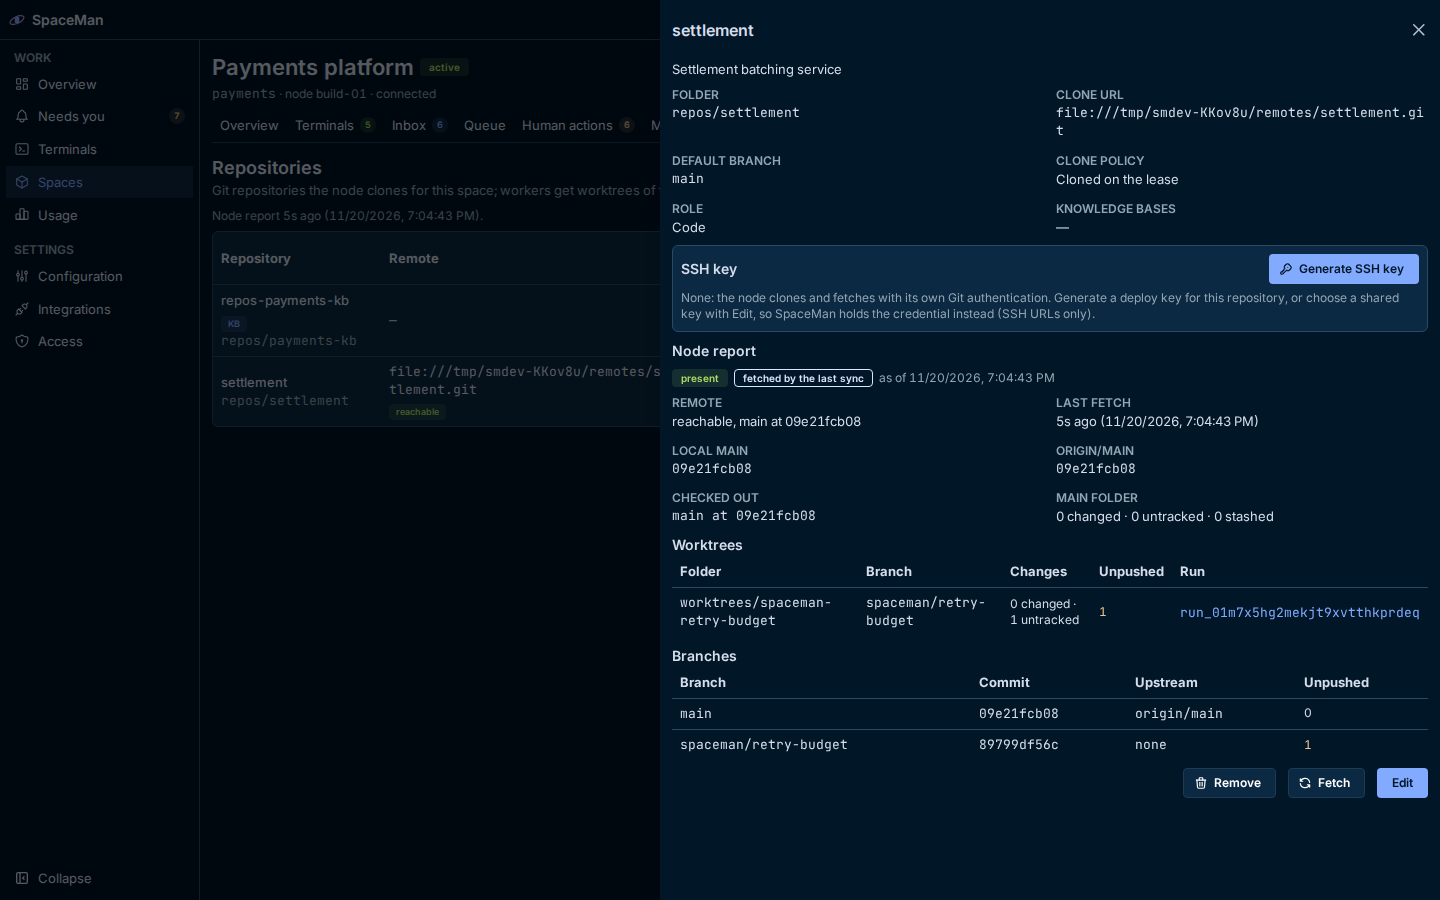 SpaceMan
WORK
Overview
Needs you 7
Terminals
Spaces
Usage
SETTINGS
Configuration
Integrations
Access
Collapse
Payments platform active
payments · node build-01 · connected
Overview Terminals 5 Inbox 6 Queue Human actions 6 M
Repositories
Git repositories the node clones for this space; workers get worktrees of
Node report 5s ago (11/20/2026, 7:04:43 PM).
Repository Remote
repos-payments-kb
KB
repos/payments-kb
—
settlement
repos/settlement
file:///tmp/smdev-KKov8u/remotes/s
tlement.git
reachable
settlement
Settlement batching service
FOLDER
repos/settlement
CLONE URL
file:///tmp/smdev-KKov8u/remotes/settlement.gi
t
DEFAULT BRANCH
main
CLONE POLICY
Cloned on the lease
ROLE
Code
KNOWLEDGE BASES
—
SSH key
Generate SSH key
None: the node clones and fetches with its own Git authentication. Generate a deploy key for this repository, or choose a shared
key with Edit, so SpaceMan holds the credential instead (SSH URLs only).
Node report
present fetched by the last sync as of 11/20/2026, 7:04:43 PM
REMOTE
reachable, main at 09e21fcb08
LAST FETCH
5s ago (11/20/2026, 7:04:43 PM)
LOCAL MAIN
09e21fcb08
ORIGIN/MAIN
09e21fcb08
CHECKED OUT
main at 09e21fcb08
MAIN FOLDER
0 changed · 0 untracked · 0 stashed
Worktrees
Folder Branch Changes Unpushed Run
worktrees/spaceman-
retry-budget
spaceman/retry-
budget
0 changed ·
1 untracked
1
run_01m7x5hg2mekjt9xvtthkprdeq
Branches
Branch Commit Upstream Unpushed
main 09e21fcb08 origin/main 0
spaceman/retry-budget 89799df56c none 1
Remove Fetch Edit